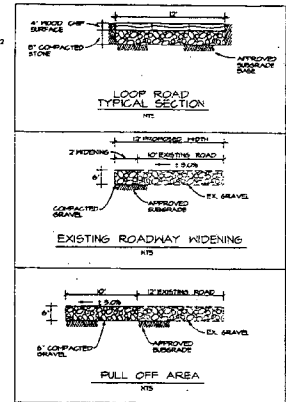 12'
4" WOOD CHIP
SURFACE
8" COMPACTED
STONE
APPROVED
SUBGRADE
BASE
LOOP ROAD
TYPICAL SECTION
NTS
12' PROPOSED WIDTH
2' WIDENING
10' EXISTING ROAD
± 3.0%
6"
COMPACTED
GRAVEL
APPROVED
SUBGRADE
EX. GRAVEL
EXISTING ROADWAY WIDENING
NTS
10'
12' EXISTING ROAD
± 3.0%
6"
6" COMPACTED
GRAVEL
APPROVED
SUBGRADE
EX. GRAVEL
PULL OFF AREA
NTS